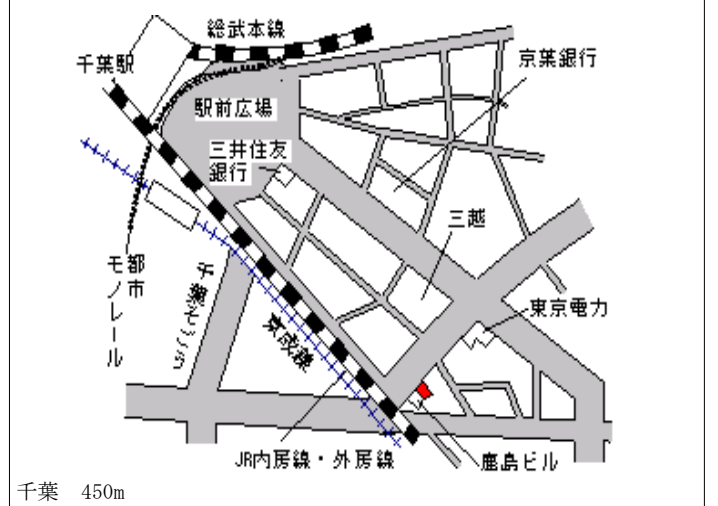 総武本線
千葉駅
京葉銀行
駅前広場
三井住友
銀行
三越
都市
モノレール
千葉そごう
京成線
東京電力
JR内房線・外房線
鹿島ビル
千葉 450m